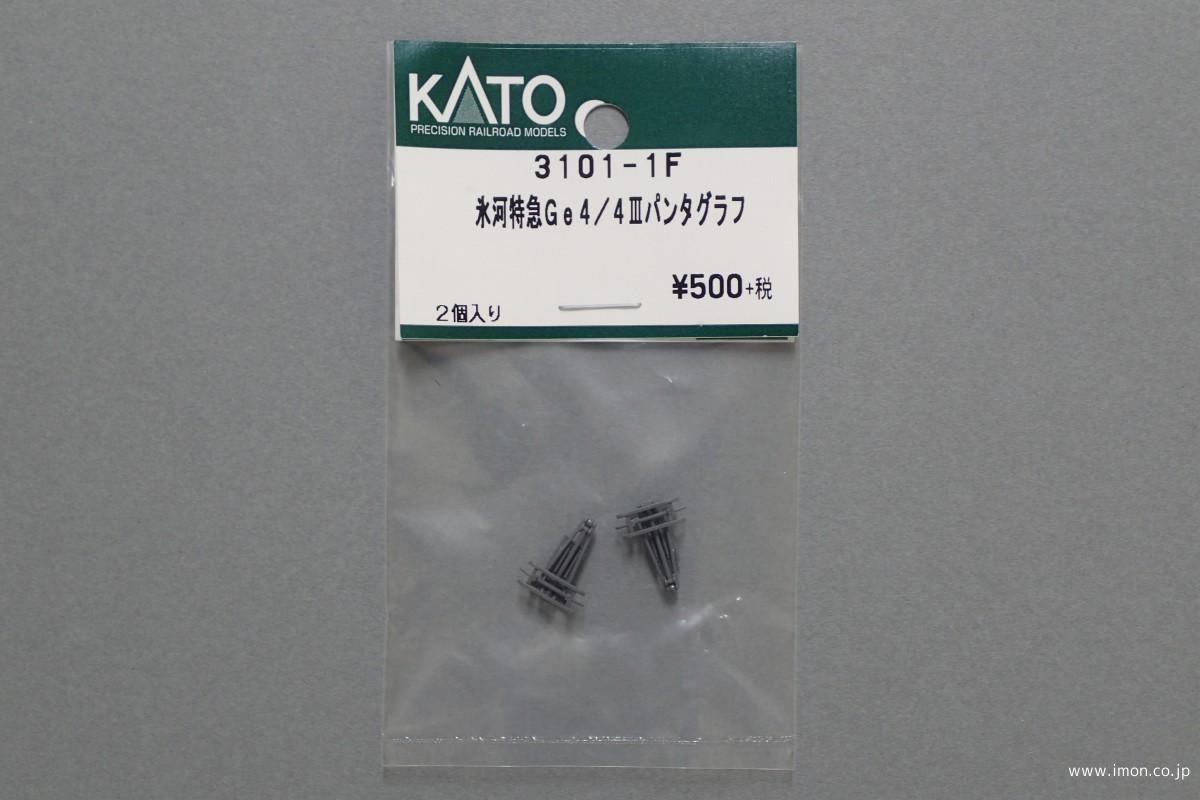 KATO
PRECISION RAILROAD MODELS
3101-1F
氷河特急Ge4/4Ⅲパンタグラフ
¥500+税
2個入り
www.imon.co.jp